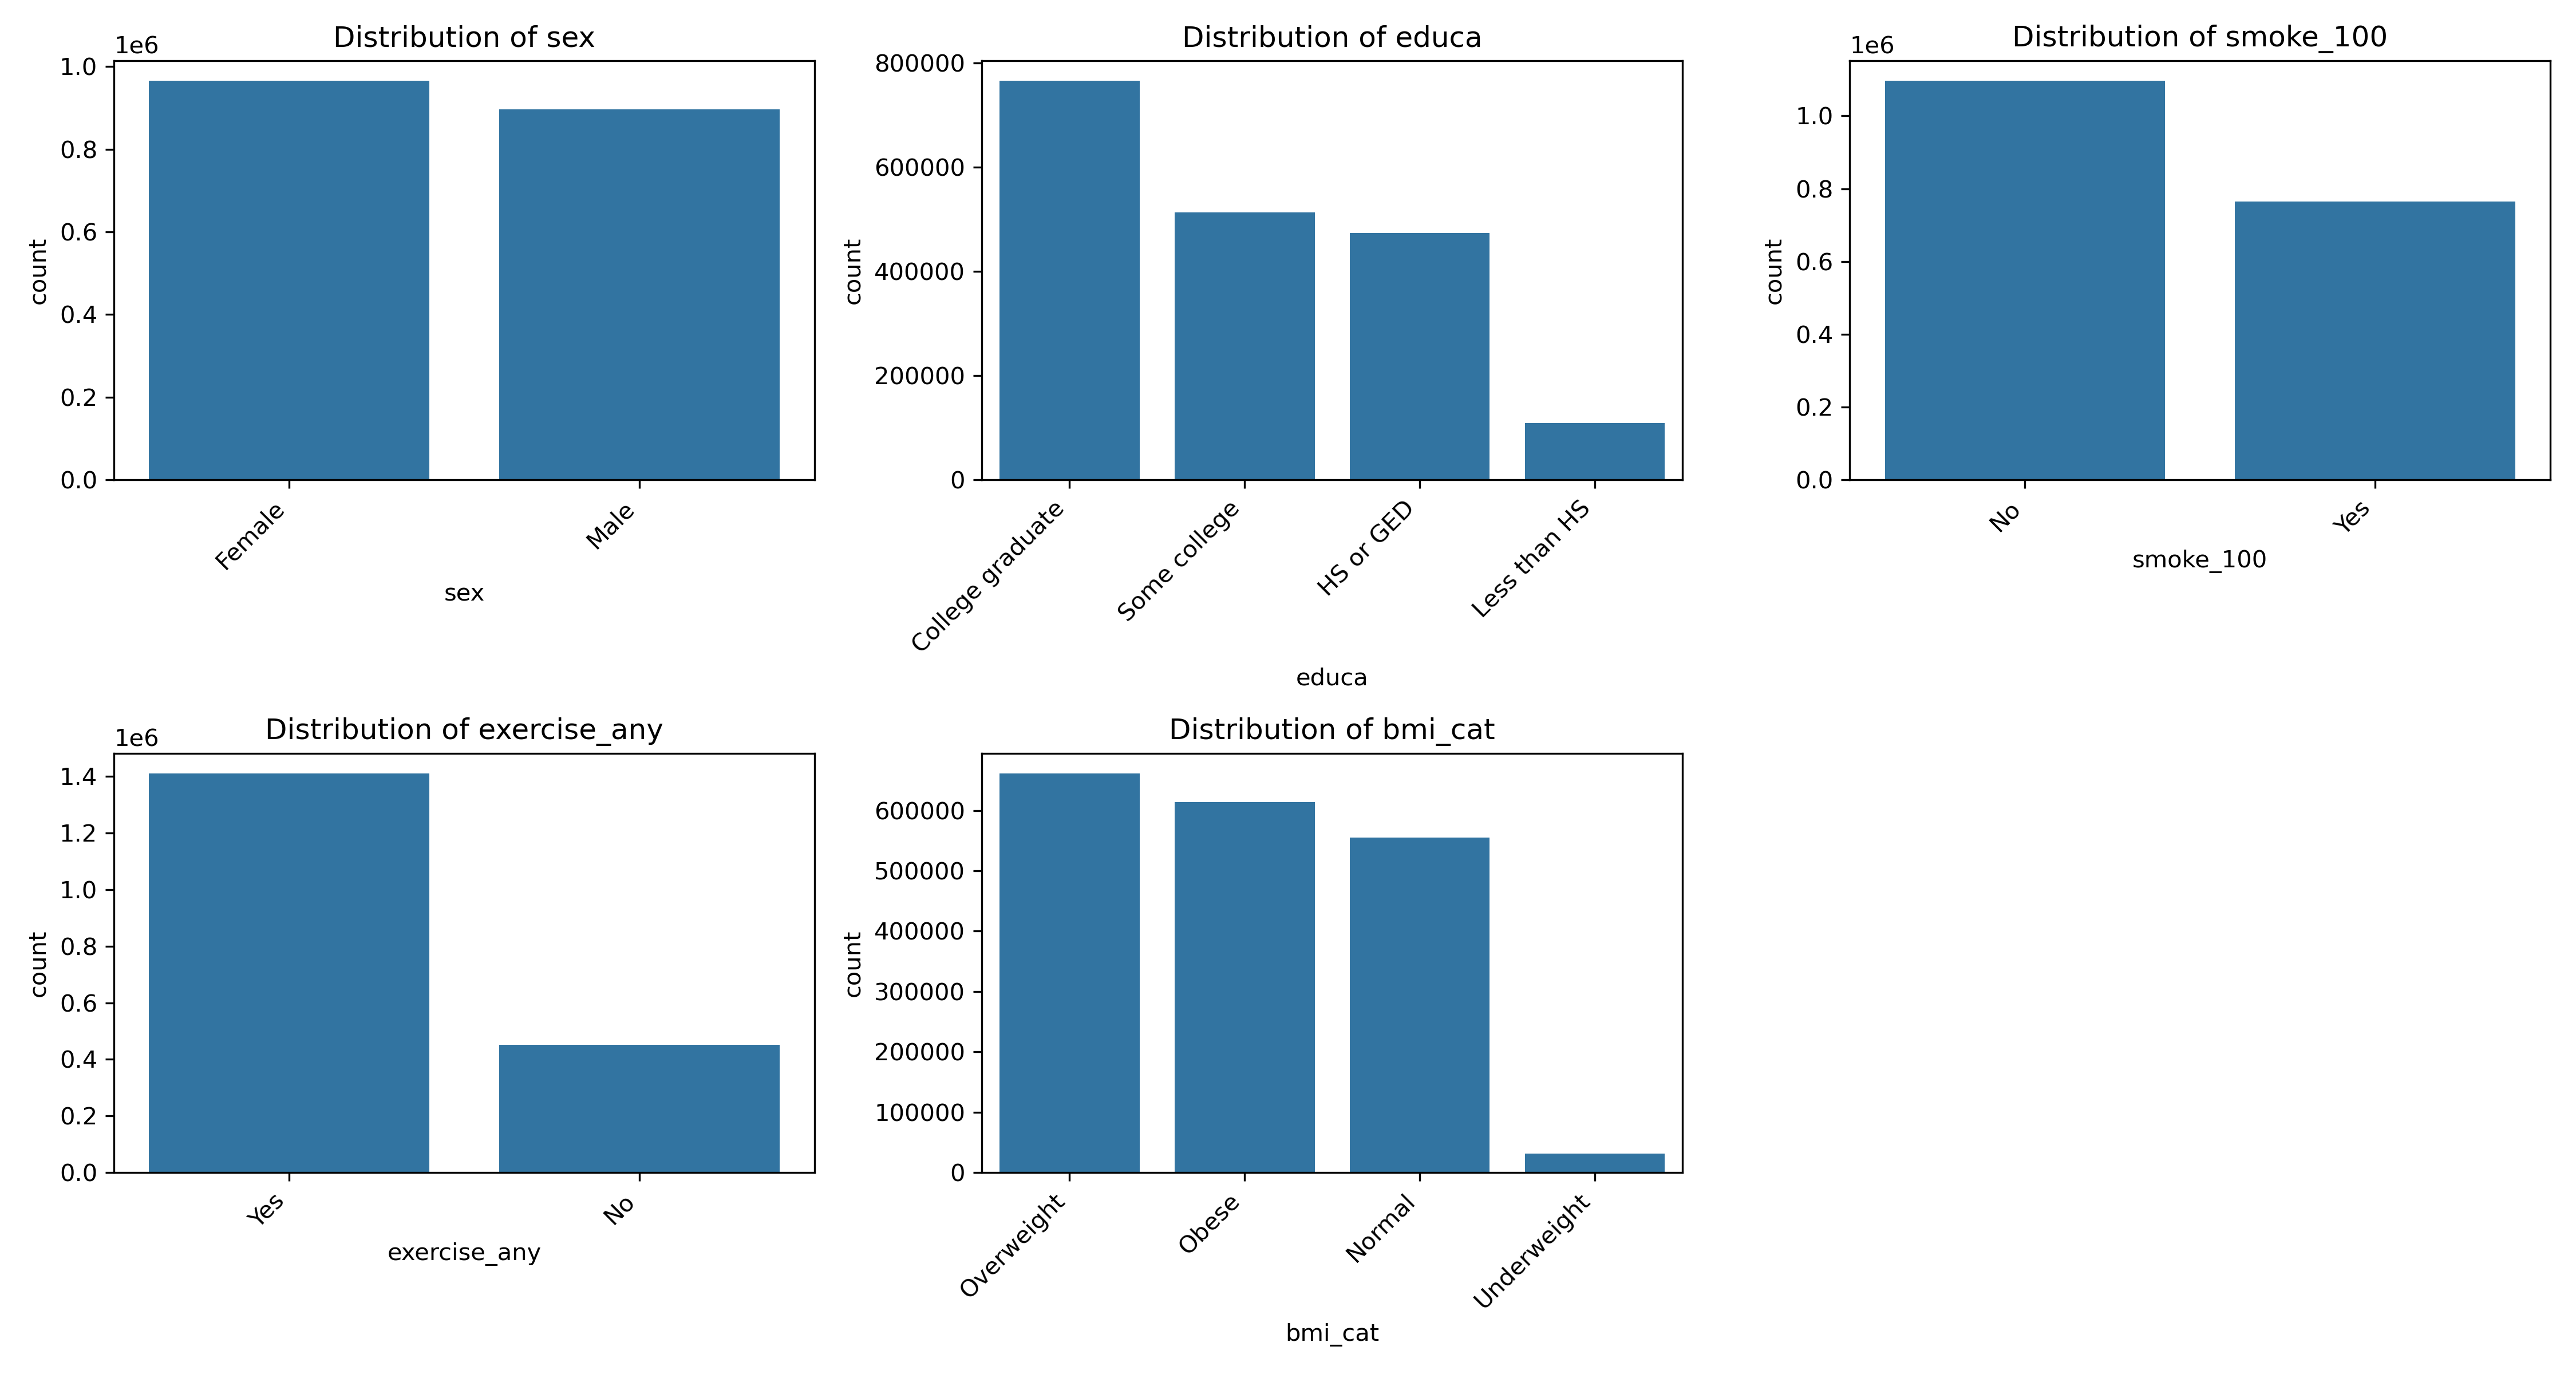 Distribution of sex
1e6
1.0
0.8
0.6
0.4
0.2
0.0
count
Female
Male
sex
Distribution of educa
800000
600000
400000
200000
0
count
College graduate
Some college
HS or GED
Less than HS
educa
Distribution of smoke_100
1e6
1.0
0.8
0.6
0.4
0.2
0.0
count
No
Yes
smoke_100
Distribution of exercise_any
1e6
1.4
1.2
1.0
0.8
0.6
0.4
0.2
0.0
count
Yes
No
exercise_any
Distribution of bmi_cat
600000
500000
400000
300000
200000
100000
0
count
Overweight
Obese
Normal
Underweight
bmi_cat